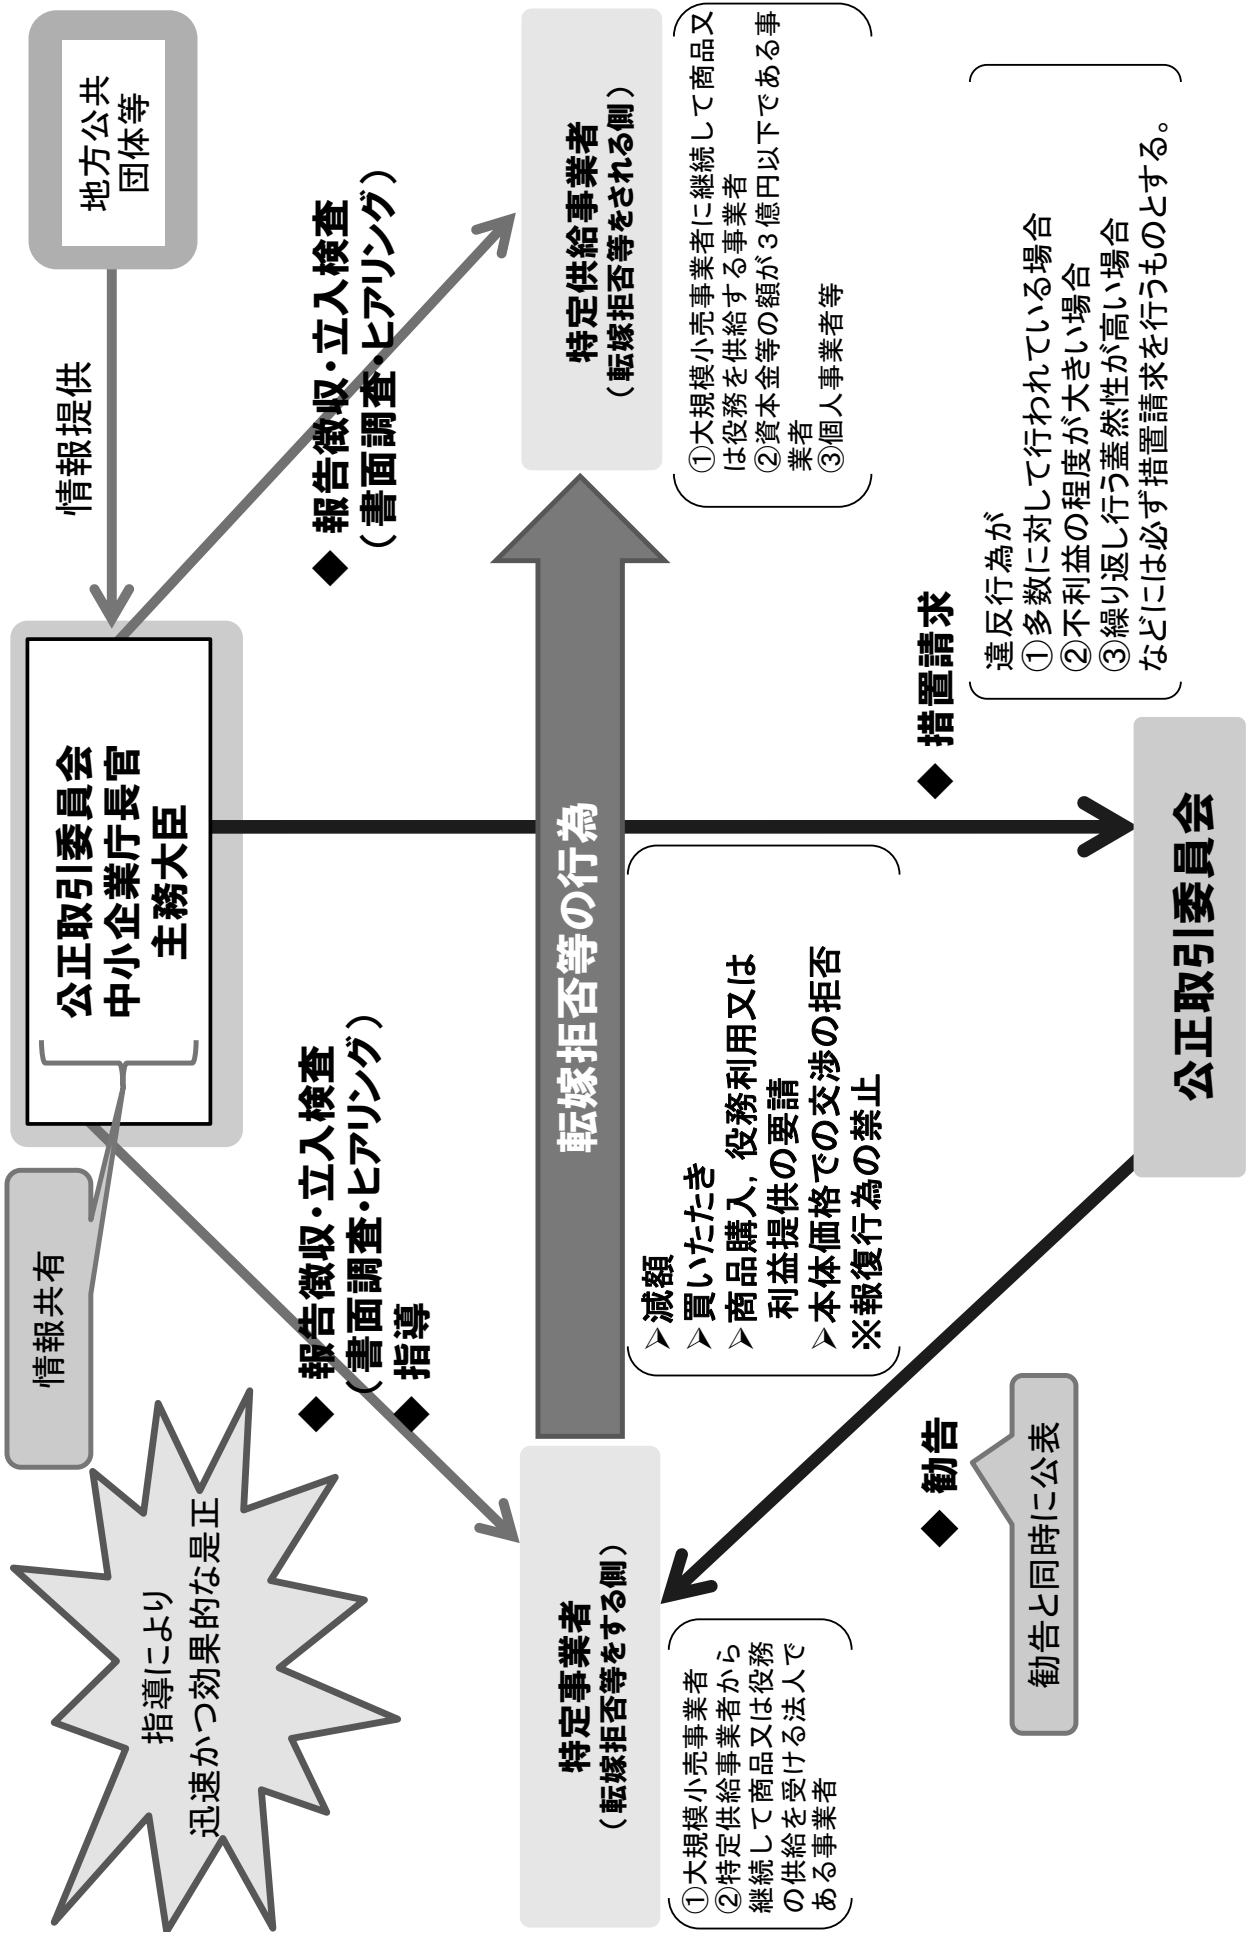 指導により
迅速かつ効果的な是正
情報共有
公正取引委員会
中小企業庁長官
主務大臣
情報提供
地方公共
団体等
◆ 報告徴収・立入検査
（書面調査・ヒアリング）
◆ 指導
◆ 報告徴収・立入検査
（書面調査・ヒアリング）
特定事業者
（転嫁拒否等をする側）
①大規模小売事業者
②特定供給事業者から
継続して商品又は役務
の供給を受ける法人で
ある事業者
転嫁拒否等の行為
➢減額
➢買いたたき
➢商品購入，役務利用又は
利益提供の要請
➢本体価格での交渉の拒否
※報復行為の禁止
特定供給事業者
（転嫁拒否等をされる側）
①大規模小売事業者に継続して商品又
は役務を供給する事業者
②資本金等の額が３億円以下である事
業者
③個人事業者等
◆ 勧告
勧告と同時に公表
◆ 措置請求
違反行為が
①多数に対して行われている場合
②不利益の程度が大きい場合
③繰り返し行う蓋然性が高い場合
などには必ず措置請求を行うものとする。
公正取引委員会